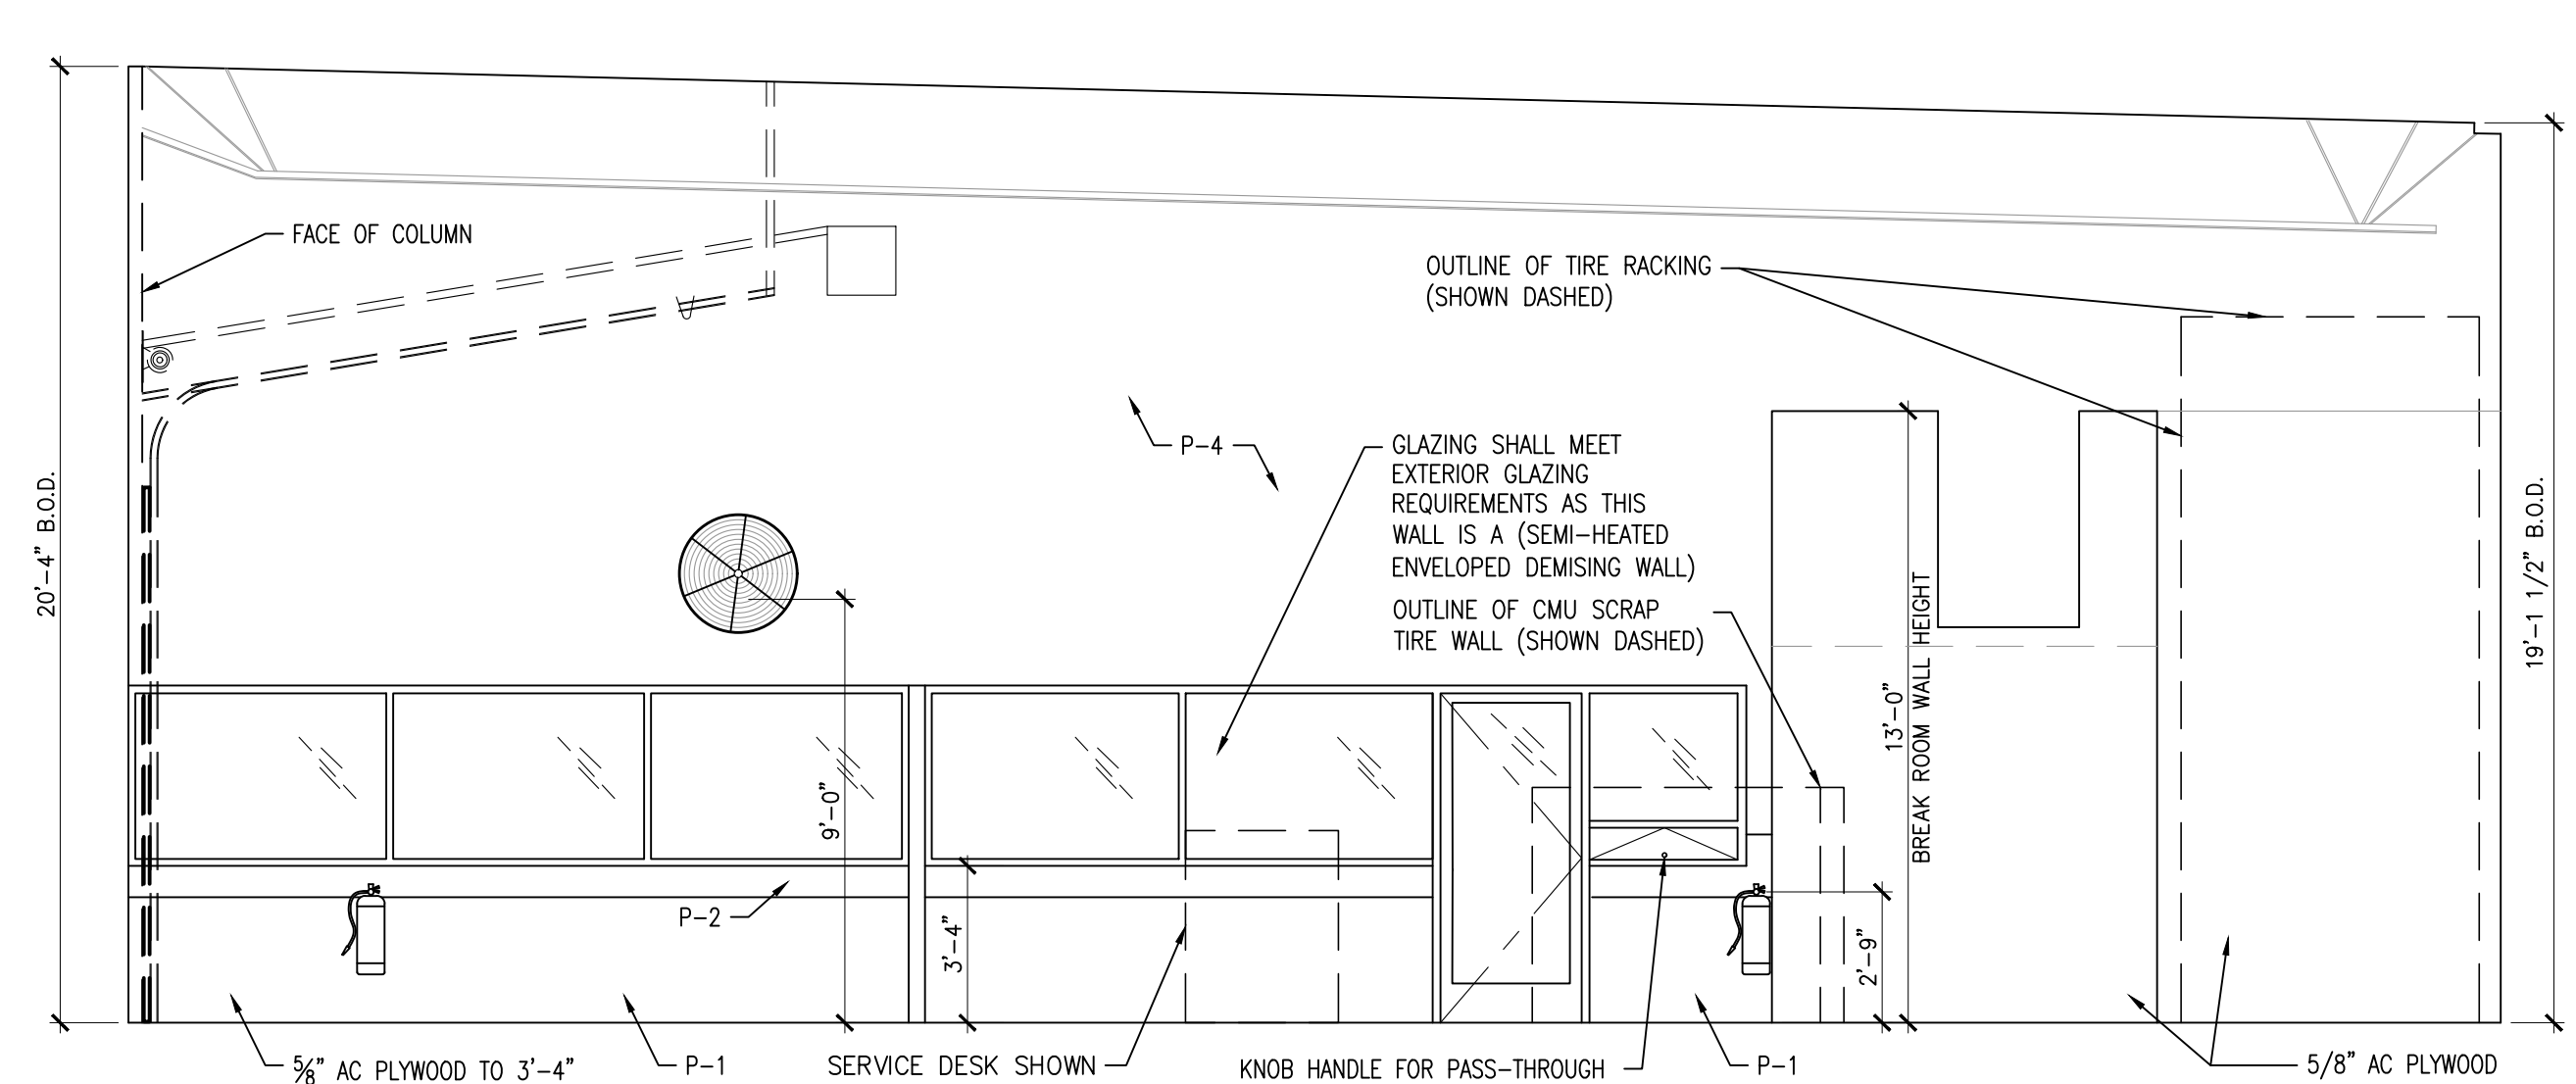 FACE OF COLUMN
OUTLINE OF TIRE RACKING
(SHOWN DASHED)
P-4
GLAZING SHALL MEET
EXTERIOR GLAZING
REQUIREMENTS AS THIS
WALL IS A (SEMI-HEATED
ENVELOPED DEMISING WALL)
OUTLINE OF CMU SCRAP
TIRE WALL (SHOWN DASHED)
20'-4" B.O.D.
19'-1 1/2" B.O.D.
13'-0"
BREAK ROOM WALL HEIGHT
9'-0"
P-2
3'-4"
2'-9"
5/8" AC PLYWOOD TO 3'-4"
P-1
SERVICE DESK SHOWN
KNOB HANDLE FOR PASS-THROUGH
P-1
5/8" AC PLYWOOD